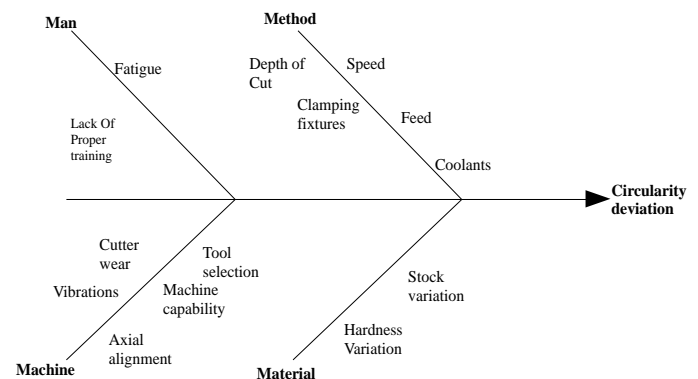 Man
Method
Fatigue
Depth of
Cut
Speed
Clamping
fixtures
Feed
Lack Of
Proper
training
Coolants
Circularity
deviation
Cutter
wear
Tool
selection
Vibrations
Machine
capability
Stock
variation
Axial
alignment
Hardness
Variation
Machine
Material